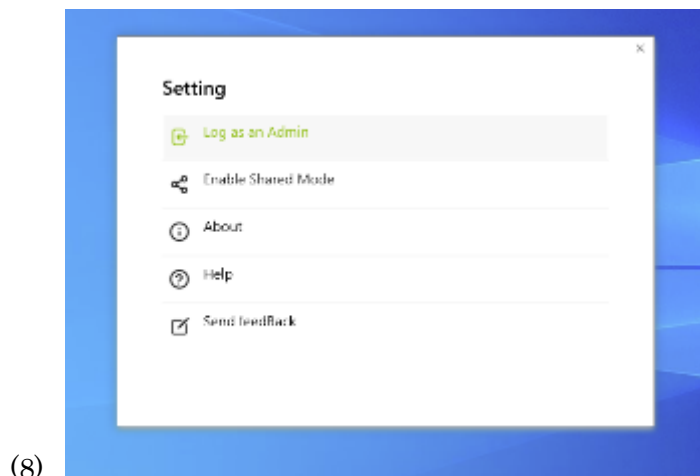 Setting
Log as an Admin
Enable Shared Mode
About
Help
Send feedBack
(8)